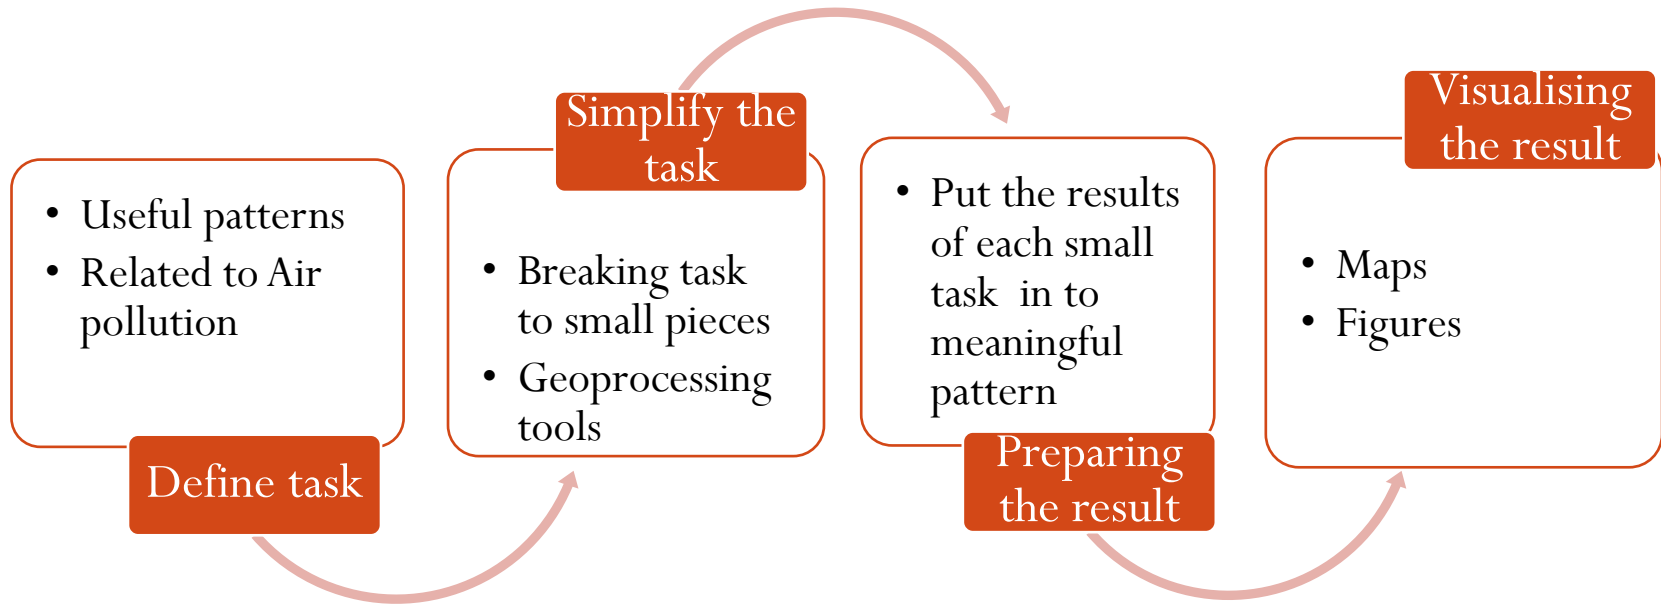 • Useful patterns
• Related to Air
pollution
Define task
Simplify the
task
• Breaking task
to small pieces
• Geoprocessing
tools
• Put the results
of each small
task in to
meaningful
pattern
Preparing
the result
Visualising
the result
• Maps
• Figures